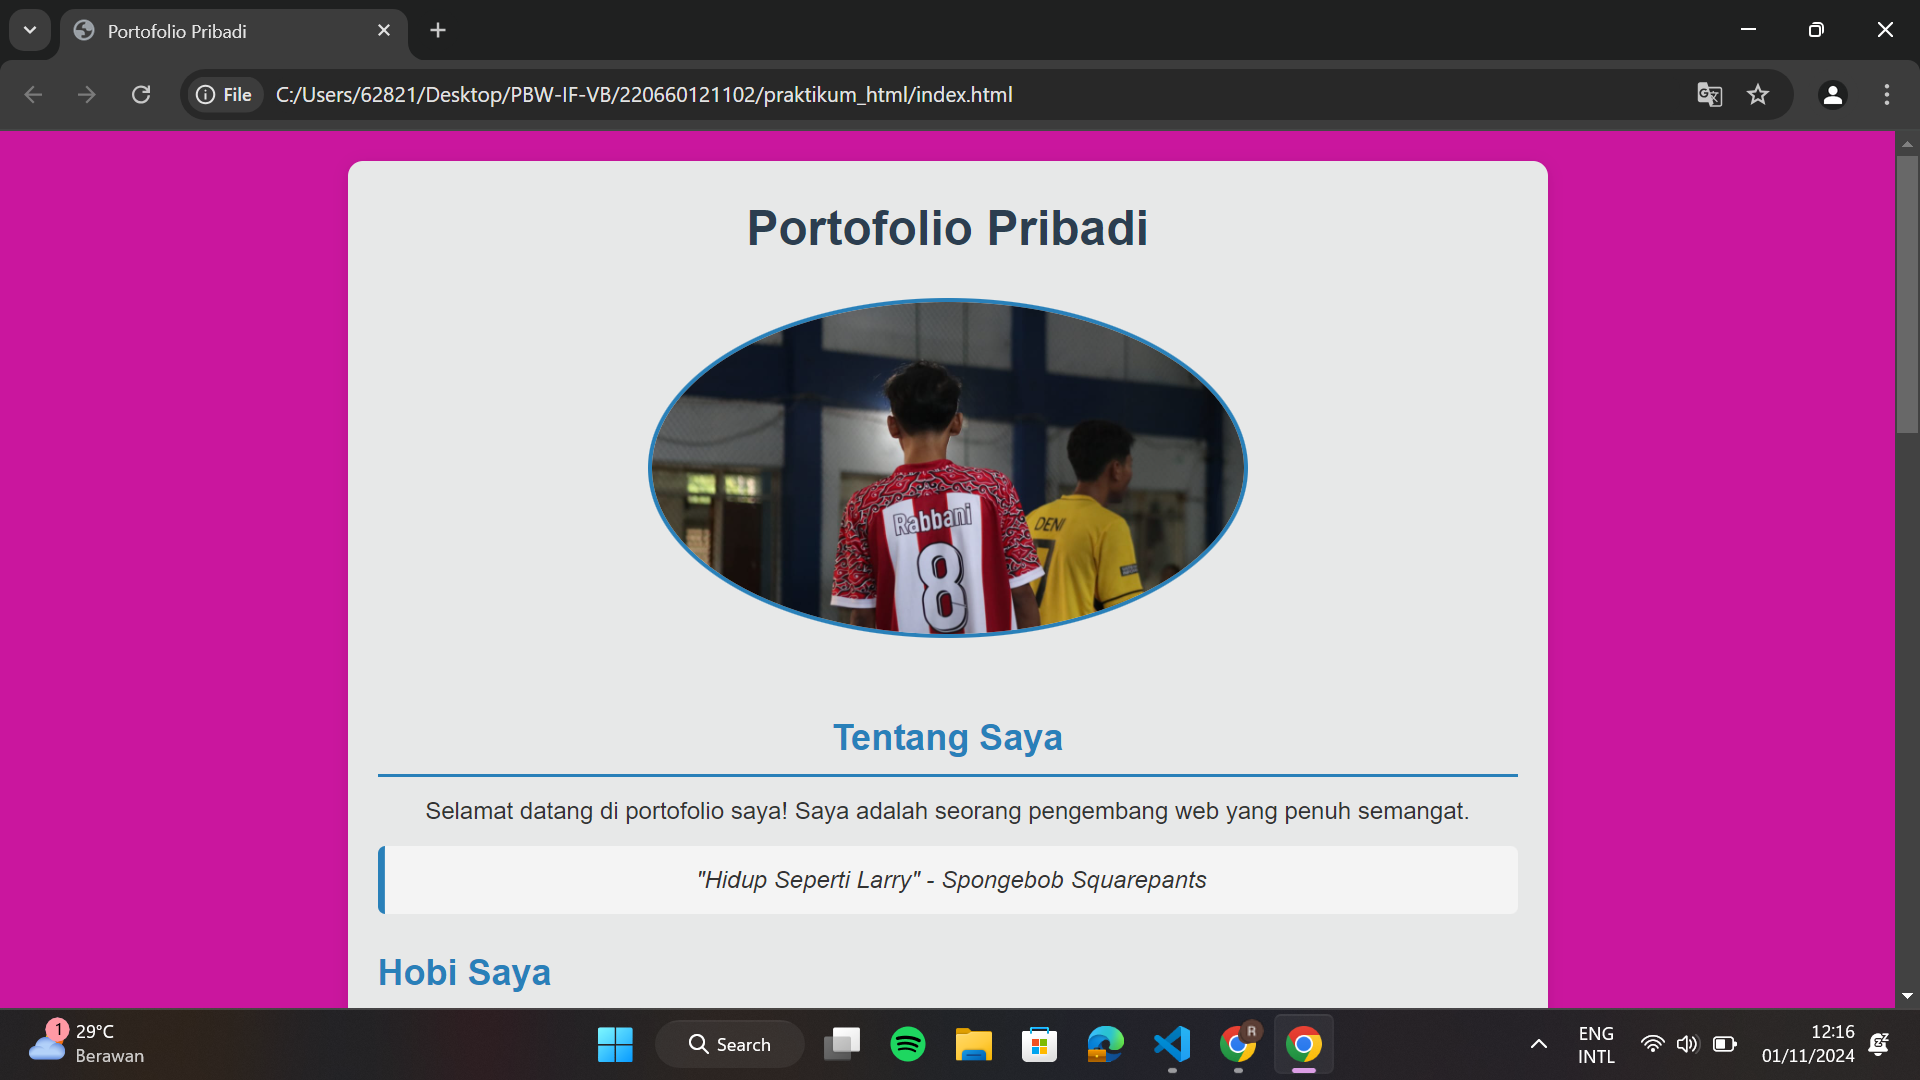 Portofolio Pribadi
File
C:/Users/62821/Desktop/PBW-IF-VB/220660121102/praktikum_html/index.html
Portofolio Pribadi
Rabbani
8
DENI
7
Tentang Saya
Selamat datang di portofolio saya! Saya adalah seorang pengembang web yang penuh semangat.
"Hidup Seperti Larry" - Spongebob Squarepants
Hobi Saya
1
29°C
Berawan
Search
R
ENG
INTL
12:16
01/11/2024